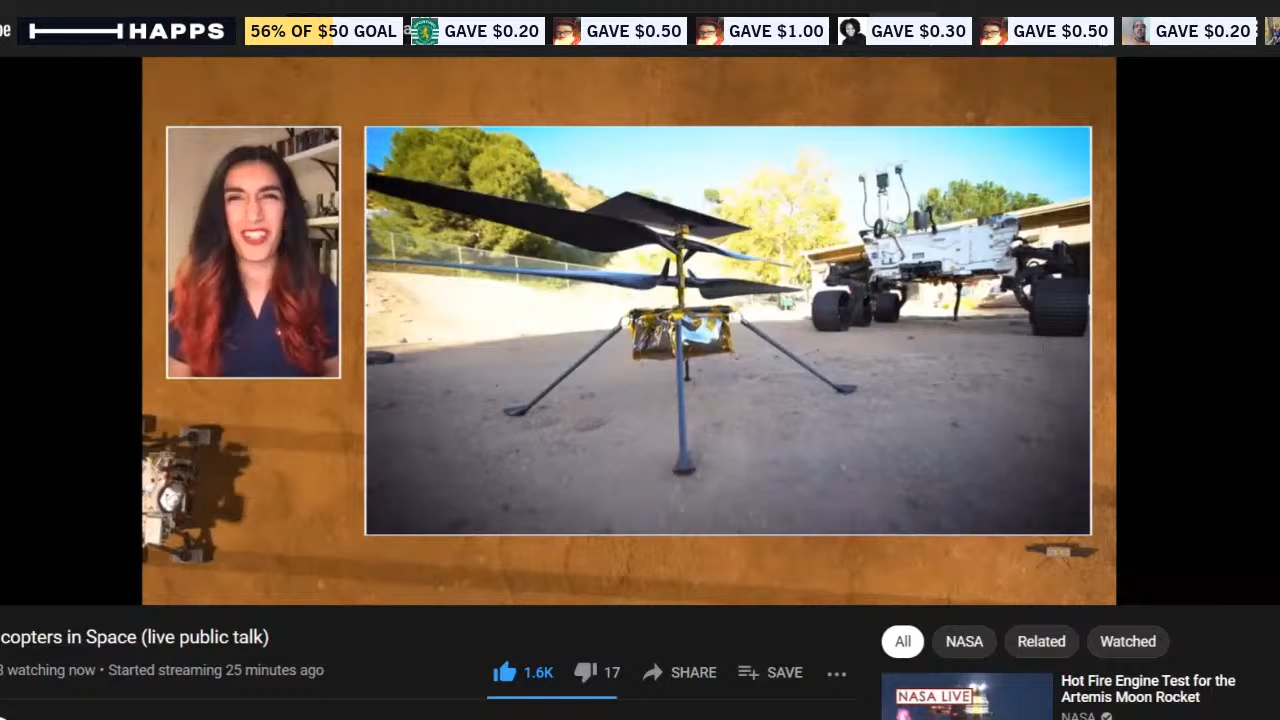 be HAPPS 56% OF $50 GOAL GAVE $0.20 GAVE $0.50 GAVE $1.00 GAVE $0.30 GAVE $0.50 GAVE $0.20
copters in Space (live public talk)
3 watching now • Started streaming 25 minutes ago
1.6K 17 SHARE SAVE
All NASA Related Watched
NASA LIVE
Hot Fire Engine Test for the
Artemis Moon Rocket
NASA